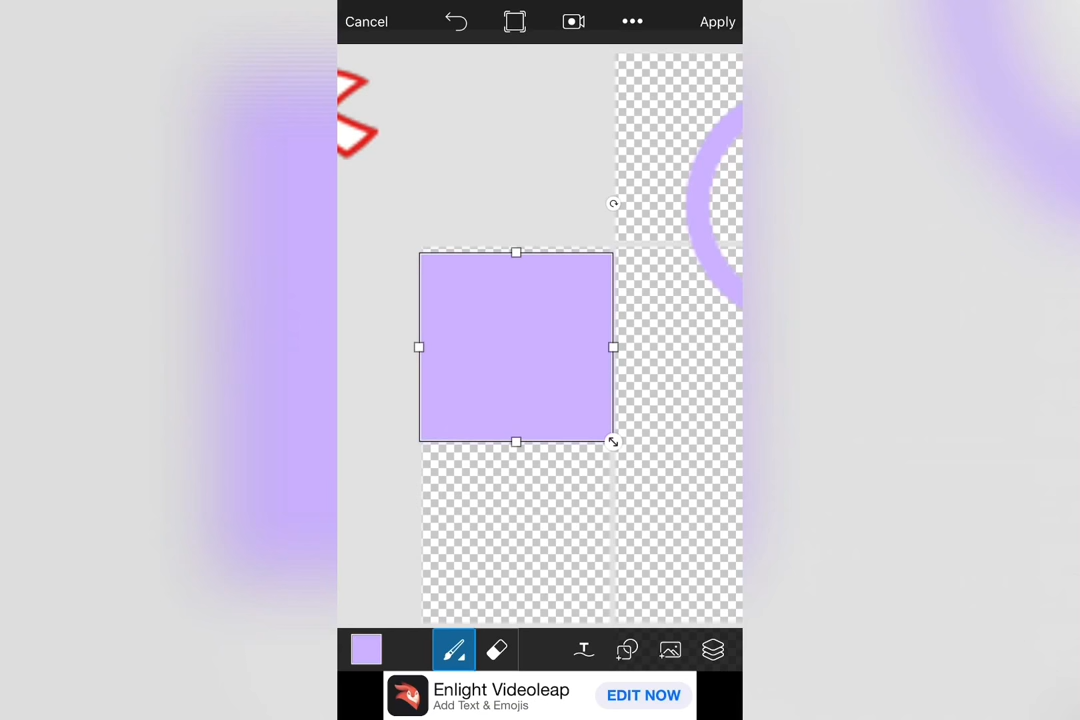 Cancel
Apply
T
Enlight Videoleap
Add Text & Emojis
EDIT NOW